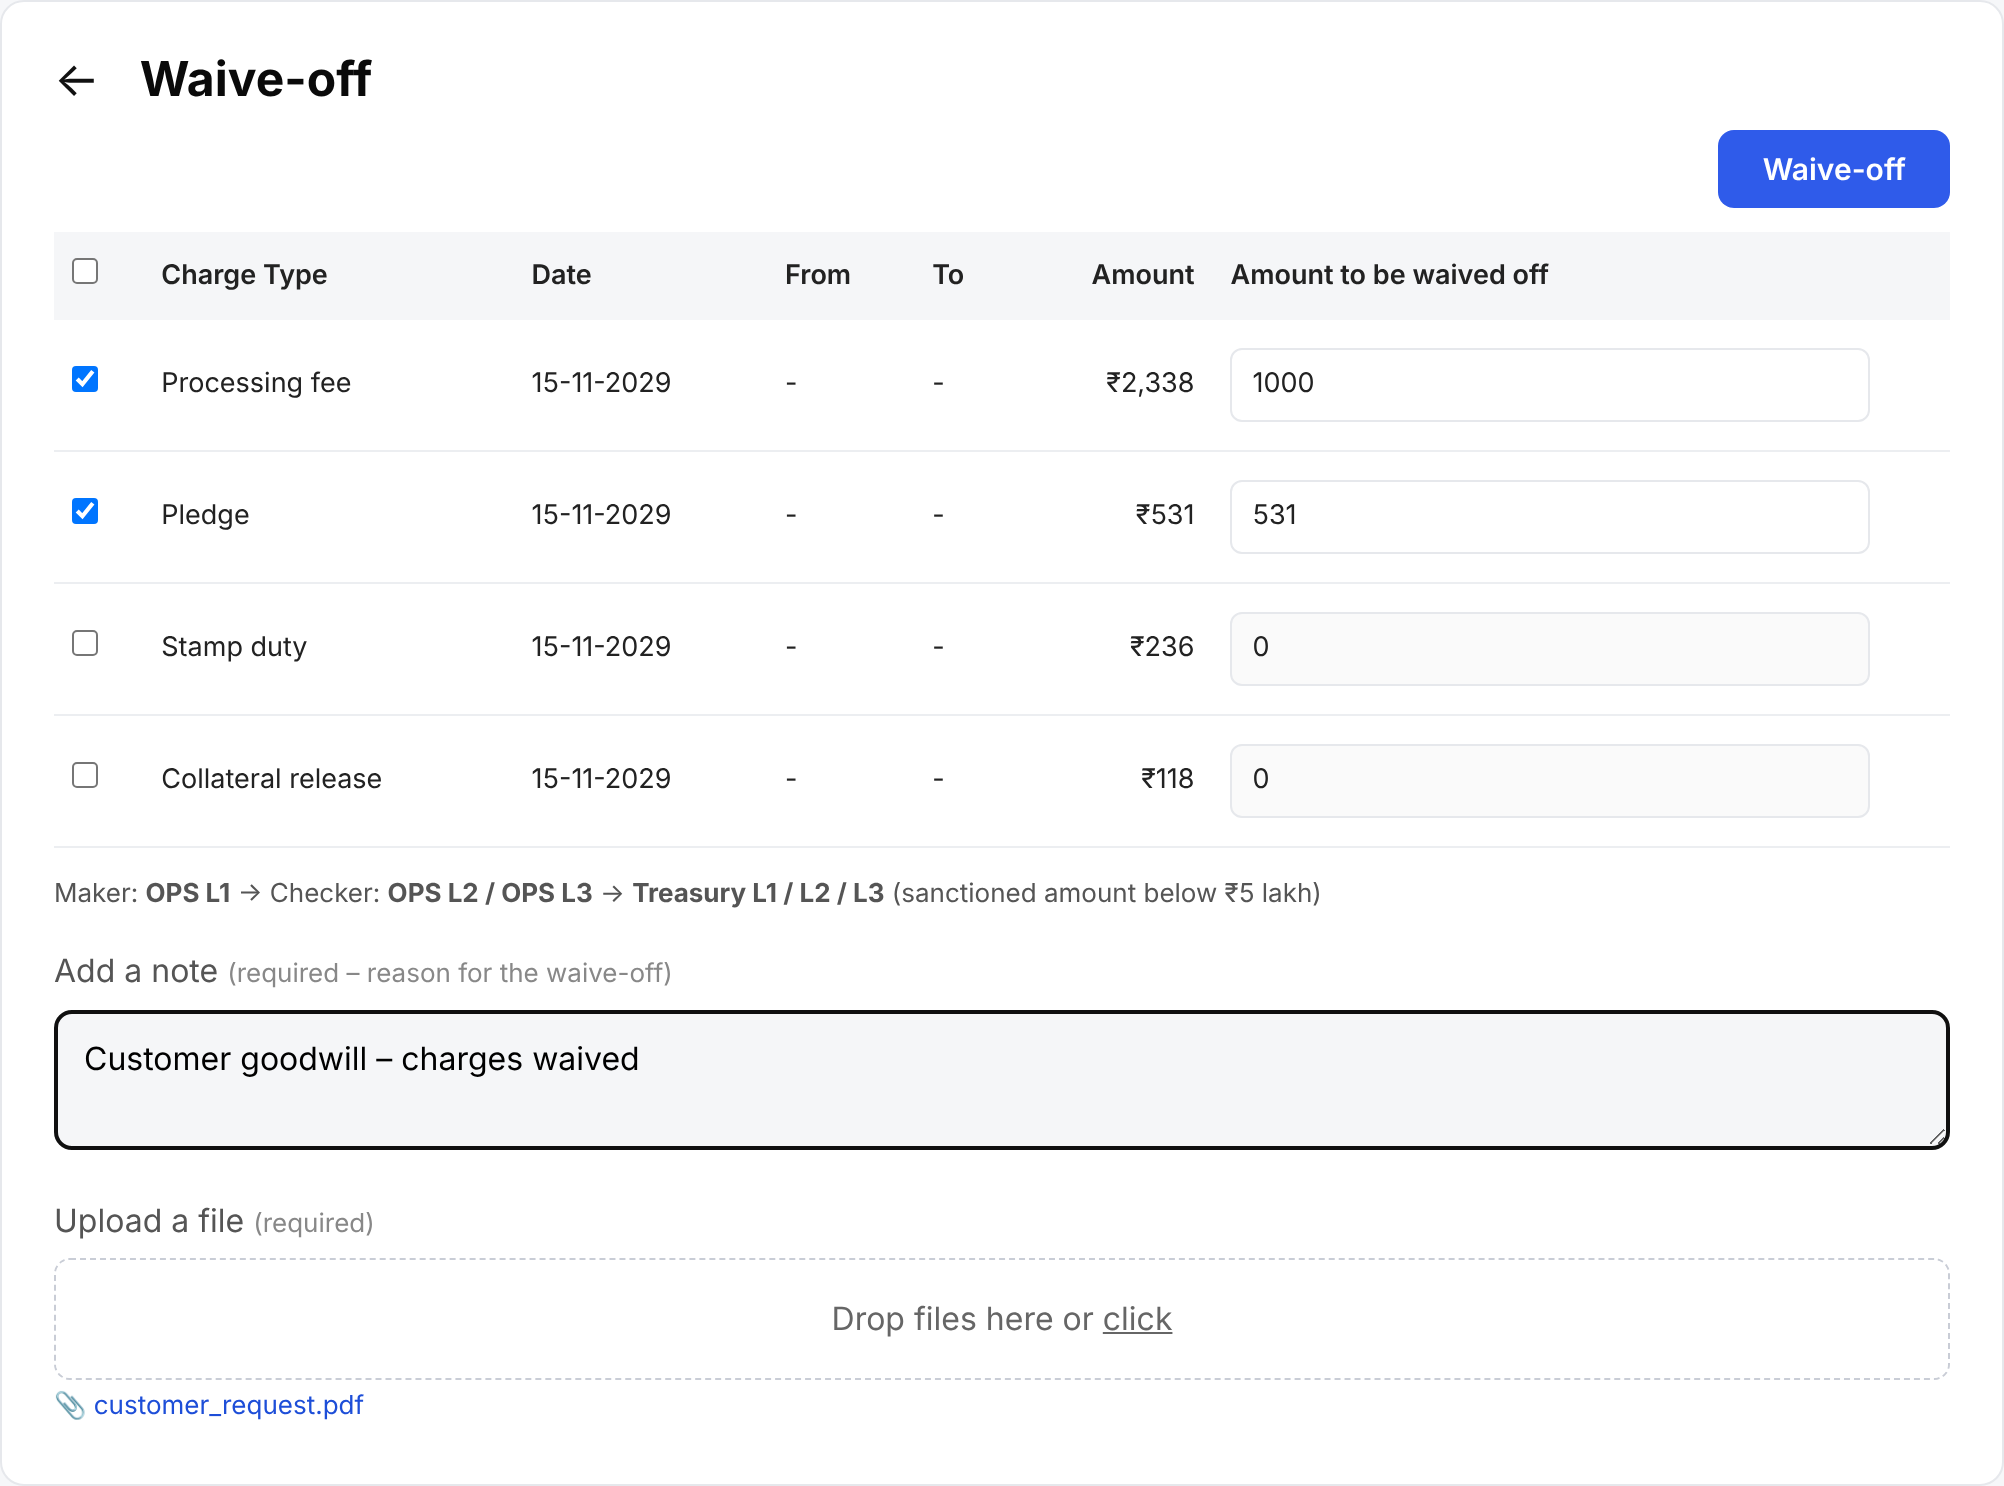 Waive-off
Waive-off
Charge Type Date From To Amount Amount to be waived off
Processing fee 15-11-2029 - - ₹2,338 1000
Pledge 15-11-2029 - - ₹531 531
Stamp duty 15-11-2029 - - ₹236 0
Collateral release 15-11-2029 - - ₹118 0
Maker: OPS L1 → Checker: OPS L2 / OPS L3 → Treasury L1 / L2 / L3 (sanctioned amount below ₹5 lakh)
Add a note (required – reason for the waive-off)
Customer goodwill – charges waived
Upload a file (required)
Drop files here or click
customer_request.pdf